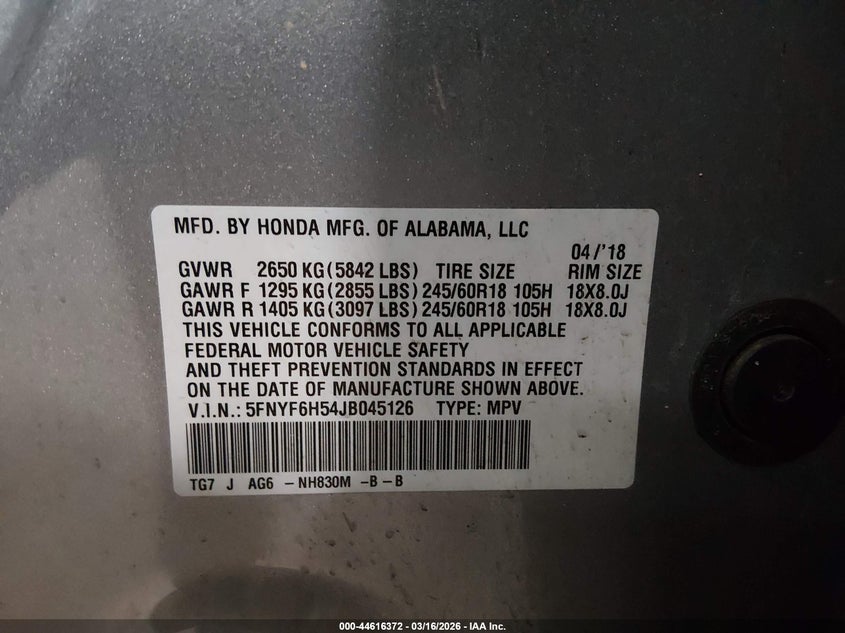 MFD. BY HONDA MFG. OF ALABAMA, LLC
04/'18
GVWR 2650 KG(5842 LBS) TIRE SIZE RIM SIZE
GAWR F 1295 KG(2855 LBS) 245/60R18 105H 18X8.0J
GAWR R 1405 KG(3097 LBS) 245/60R18 105H 18X8.0J
THIS VEHICLE CONFORMS TO ALL APPLICABLE
FEDERAL MOTOR VEHICLE SAFETY
AND THEFT PREVENTION STANDARDS IN EFFECT
ON THE DATE OF MANUFACTURE SHOWN ABOVE.
V.I.N.: 5FNYF6H54JB045126 TYPE: MPV
TG7 J AG6 -NH830M -B-B
000-44616372 - 03/16/2026 - IAA Inc.